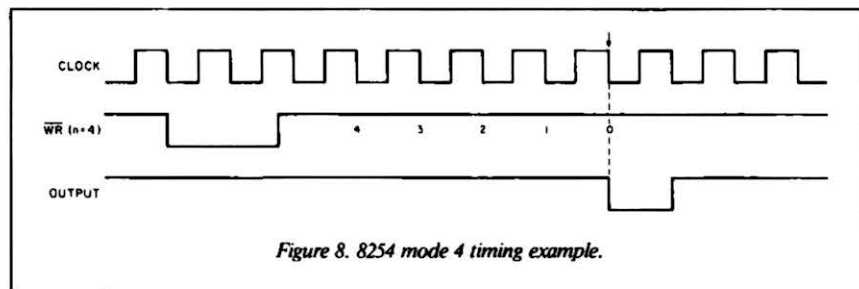 CLOCK
WR (n=4) 4 3 2 1 0
OUTPUT
Figure 8. 8254 mode 4 timing example.